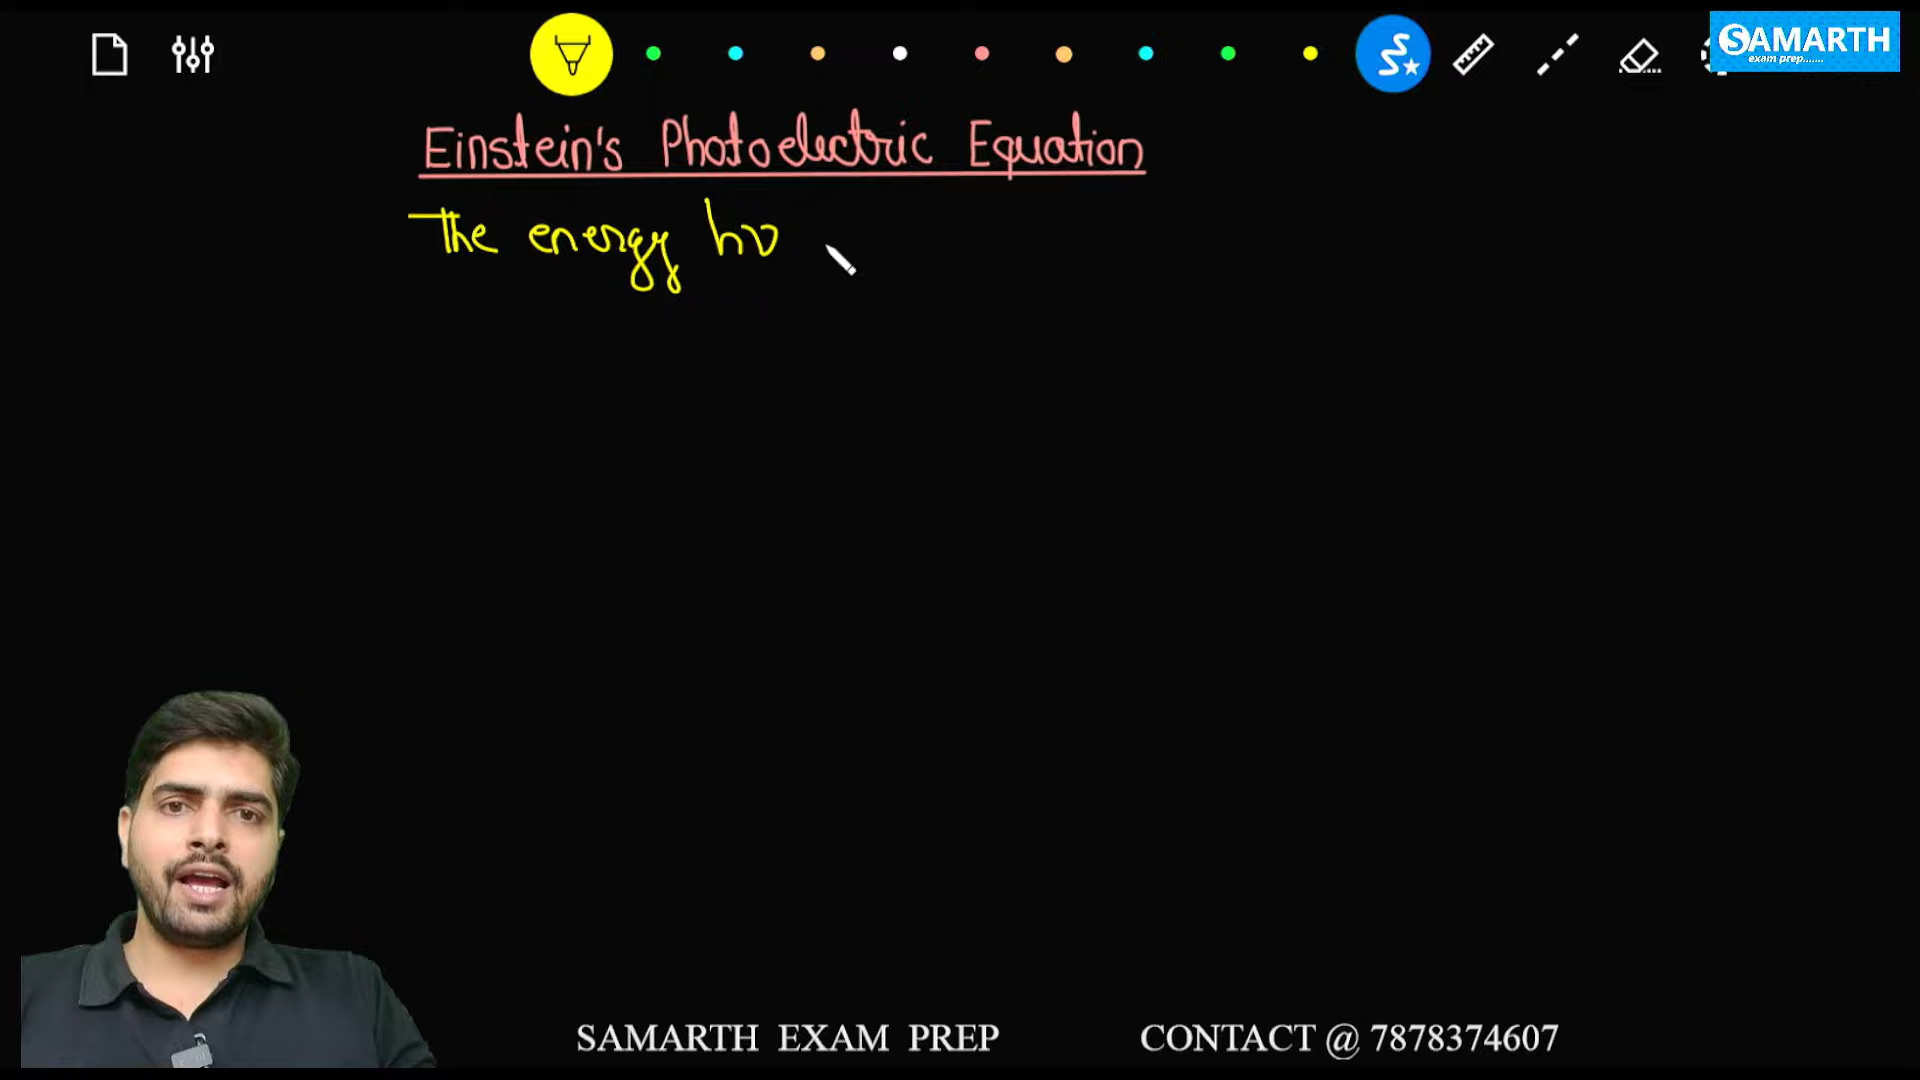 SAMARTH
exam prep.......
Einstein's Photoelectric Equation
The energy hν
SAMARTH EXAM PREP CONTACT @ 7878374607